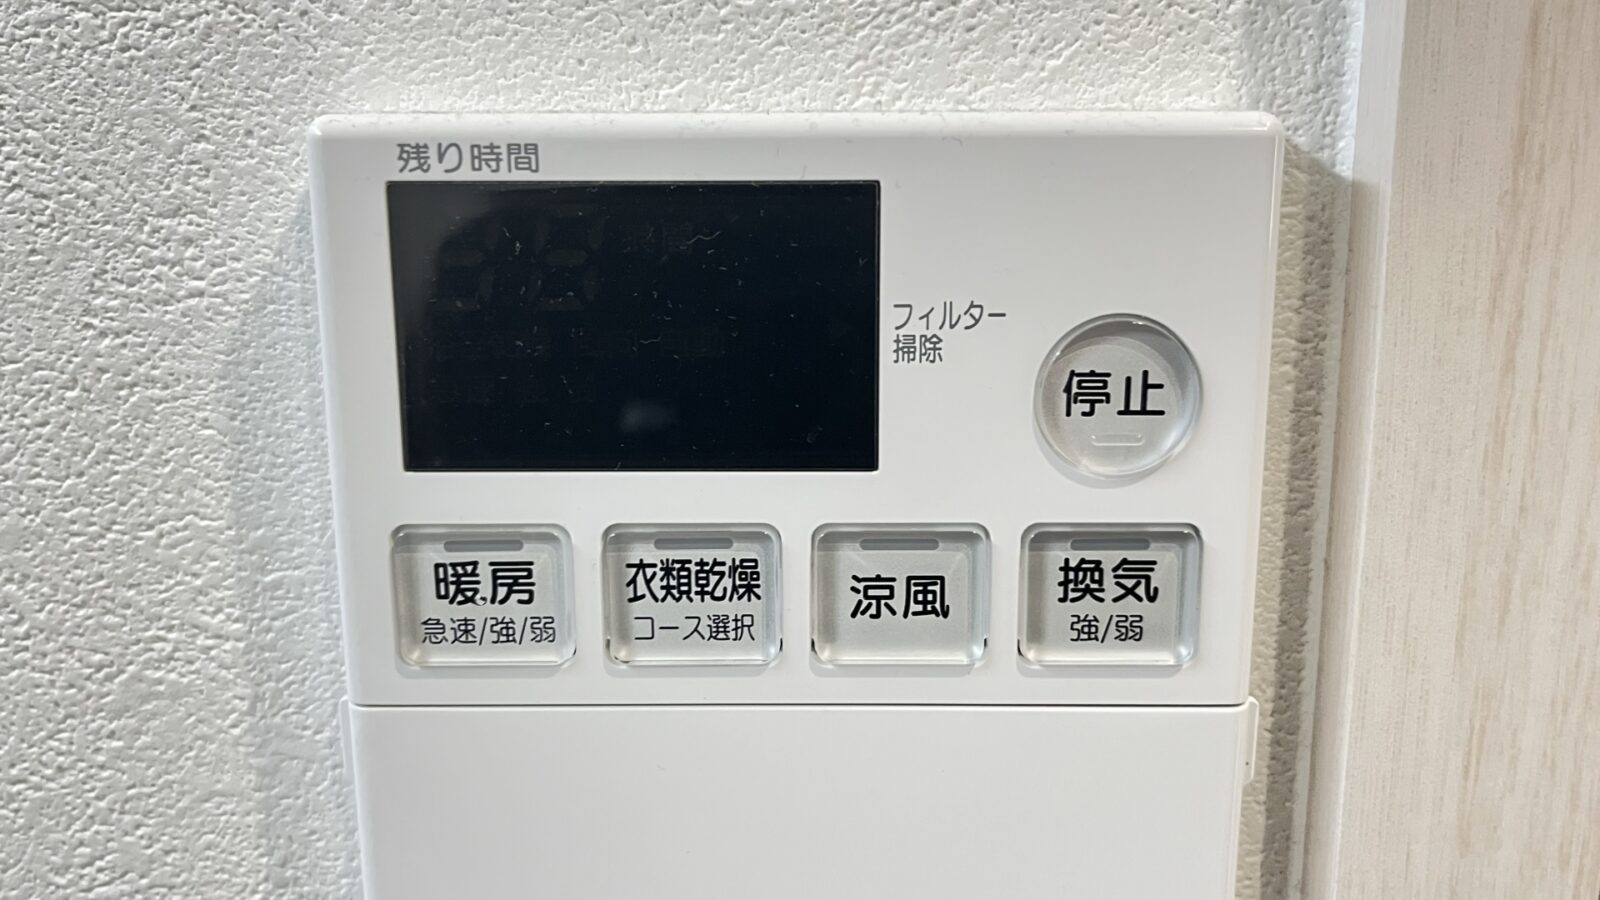 残り時間
フィルター
掃除
停止
暖房
急速/強/弱
衣類乾燥
コース選択
涼風
換気
強/弱